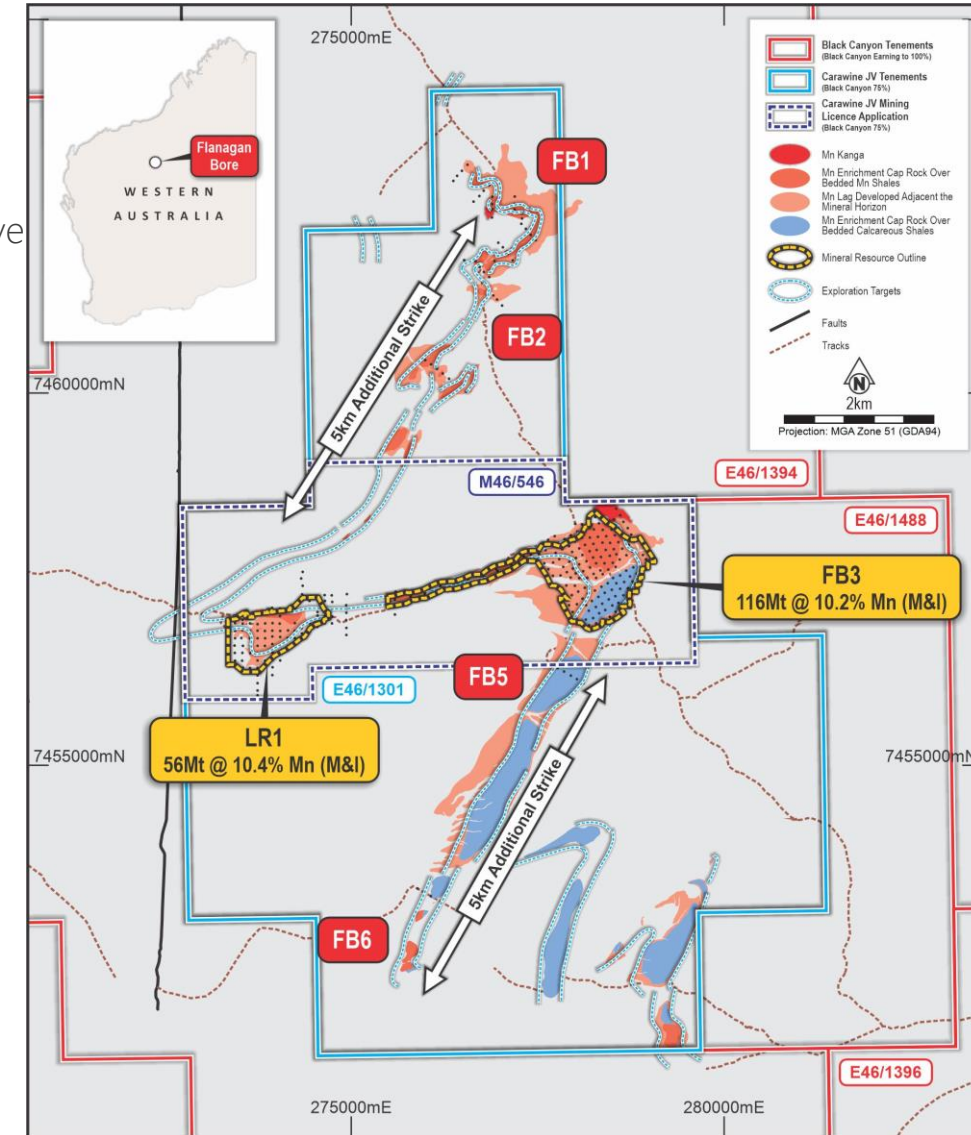 275000mE
Flanagan
Bore
WESTERN
AUSTRALIA
ve
Black Canyon Tenements
(Black Canyon Earning to 100%)
Carawine JV Tenements
(Black Canyon 75%)
Carawine JV Mining
Licence Application
(Black Canyon 75%)
Mn Kanga
Mn Enrichment Cap Rock Over
Bedded Mn Shales
Mn Lag Developed Adjacent the
Mineral Horizon
Mn Enrichment Cap Rock Over
Bedded Calcareous Shales
Mineral Resource Outline
Exploration Targets
Faults
Tracks
N
2km
Projection: MGA Zone 51 (GDA94)
FB1
FB2
5km Additional Strike
7460000mN
M46/546
E46/1394
E46/1488
FB3
116Mt @ 10.2% Mn (M&I)
FB5
E46/1301
LR1
56Mt @ 10.4% Mn (M&I)
7455000mN
7455000mN
5km Additional Strike
FB6
E46/1396
275000mE
280000mE